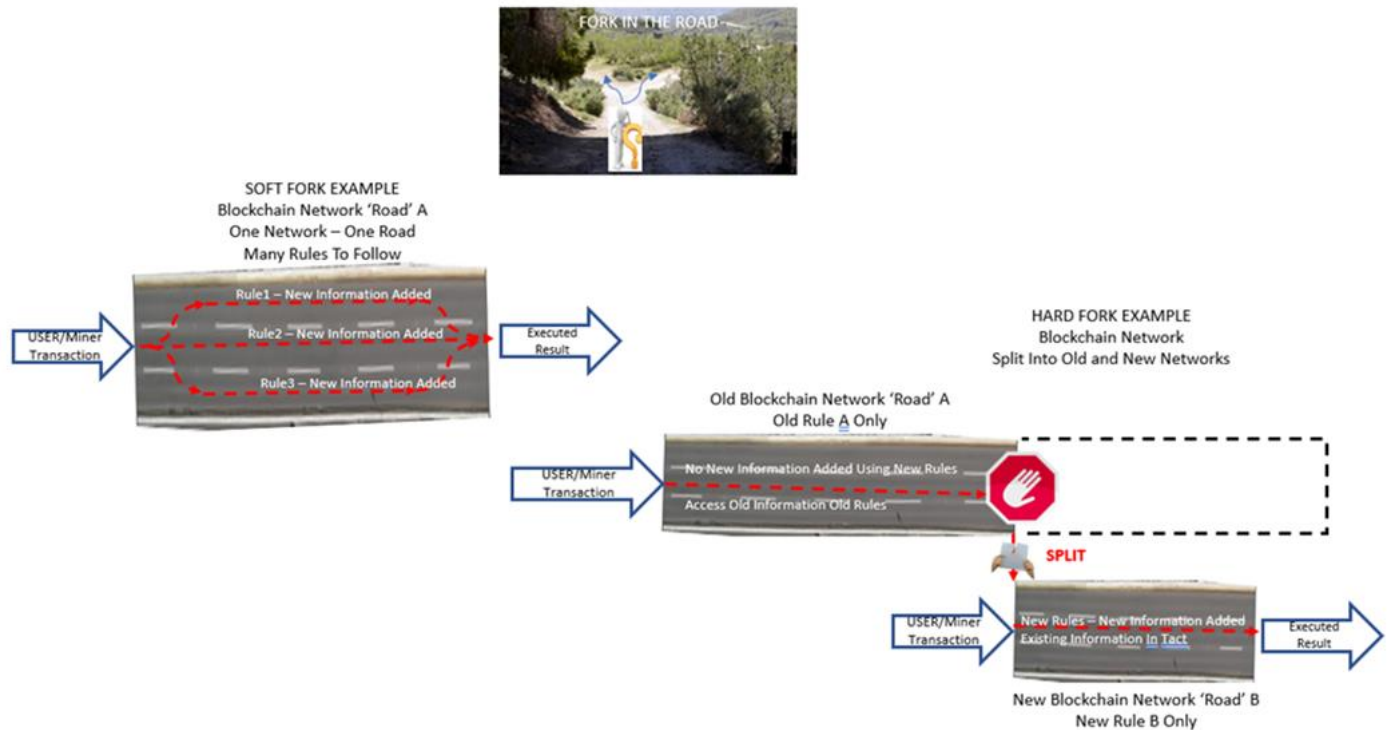 FORK IN THE ROAD
SOFT FORK EXAMPLE
Blockchain Network ‘Road’ A
One Network – One Road
Many Rules To Follow
USER/Miner
Transaction
Rule1 – New Information Added
Rule2 – New Information Added
Rule3 – New Information Added
Executed
Result
HARD FORK EXAMPLE
Blockchain Network
Split Into Old and New Networks
Old Blockchain Network ‘Road’ A
Old Rule A Only
USER/Miner
Transaction
No New Information Added Using New Rules
Access Old Information Old Rules
SPLIT
USER/Miner
Transaction
New Rules – New Information Added
Existing Information In Tact
Executed
Result
New Blockchain Network ‘Road’ B
New Rule B Only